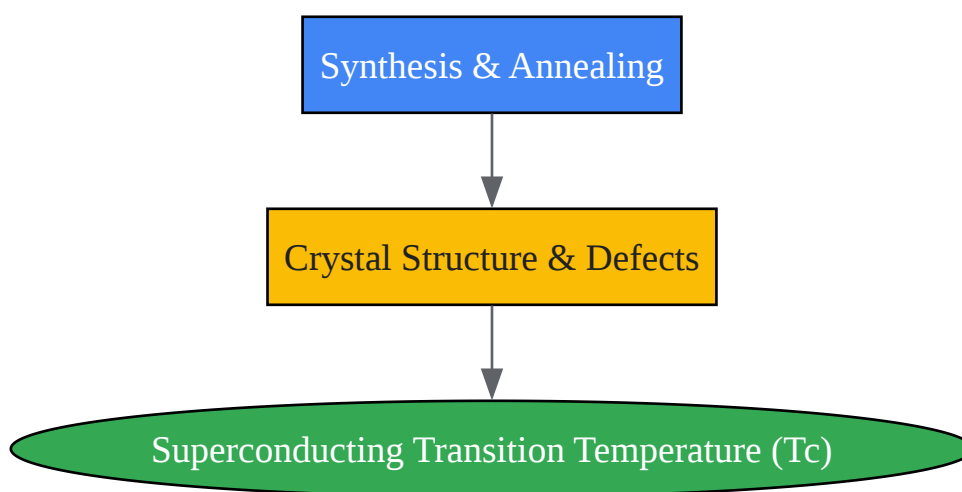 Synthesis & Annealing
Crystal Structure & Defects
Superconducting Transition Temperature (Tc)